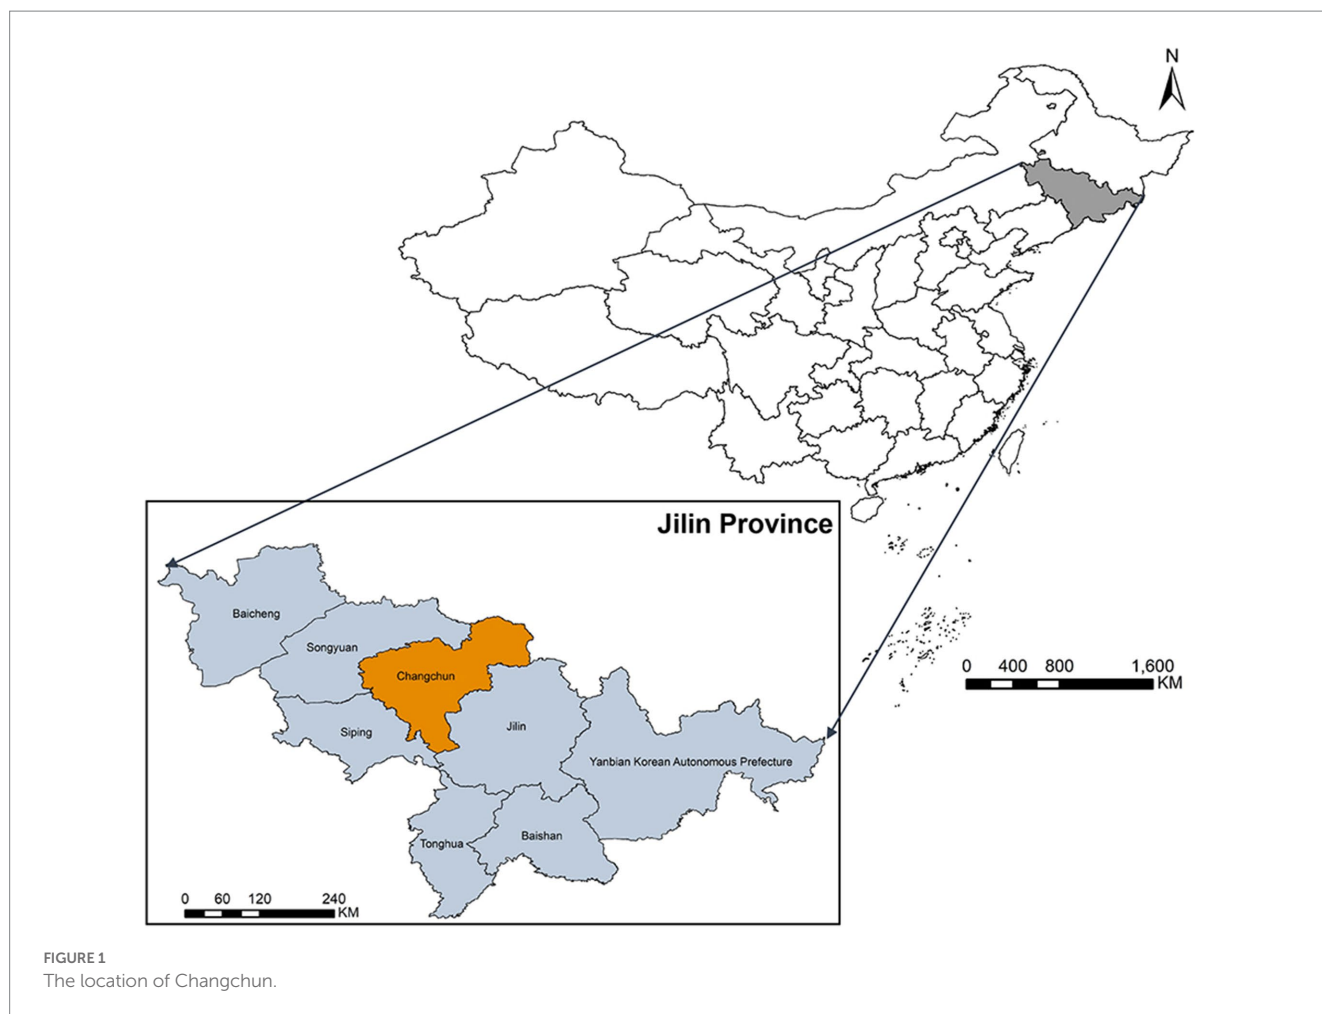 N
Jilin Province
Baicheng
Songyuan
Changchun
Siping
Jilin
Yanbian Korean Autonomous Prefecture
Tonghua
Baishan
0 60 120 240
KM
0 400 800 1,600
KM
FIGURE 1
The location of Changchun.